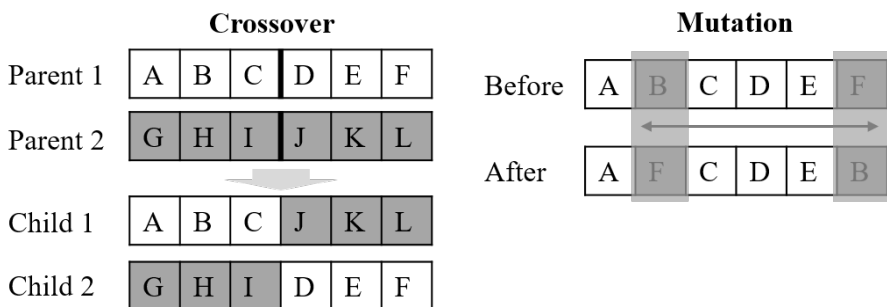 Crossover
Parent 1 A B C D E F
Parent 2 G H I J K L
Child 1 A B C J K L
Child 2 G H I D E F
Mutation
Before A B C D E F
After A F C D E B